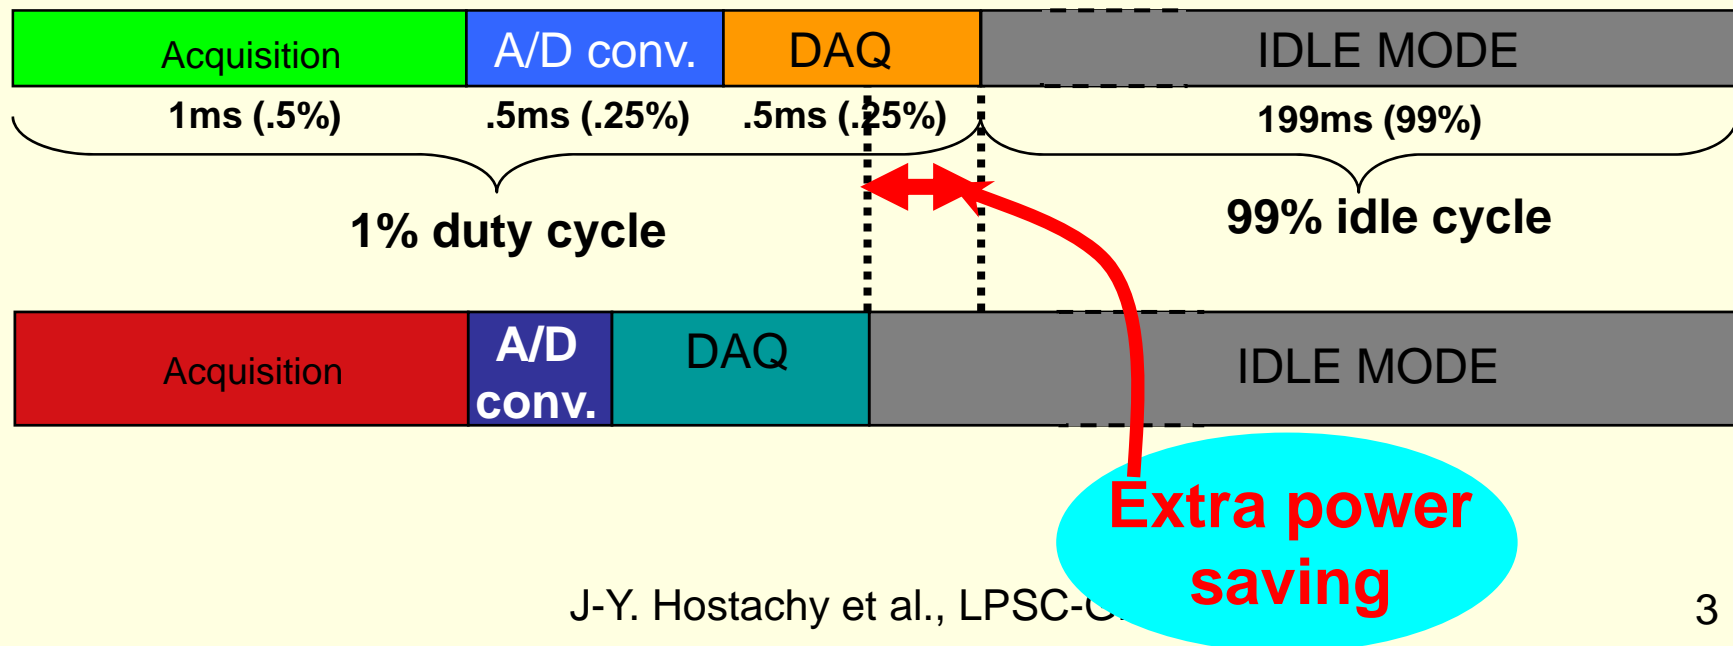 Acquisition A/D conv. DAQ IDLE MODE
1ms (.5%) .5ms (.25%) .5ms (.25%) 199ms (99%)
1% duty cycle 99% idle cycle
Acquisition A/D conv. DAQ IDLE MODE
Extra power
saving
J-Y. Hostachy et al., 3